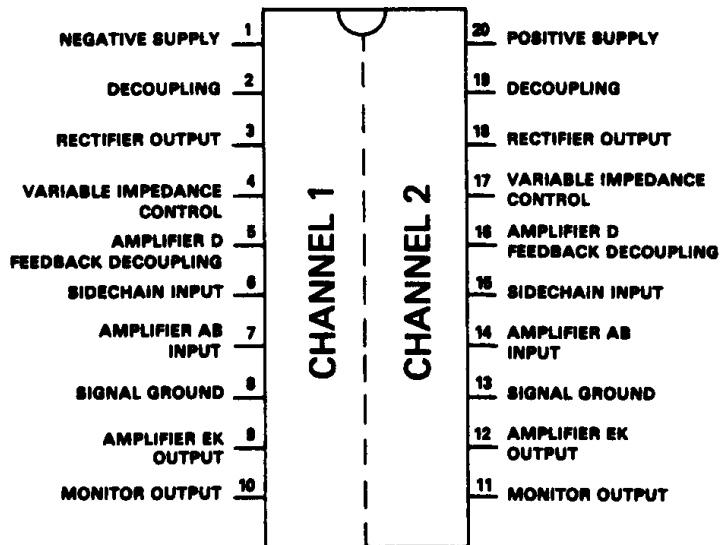 1
NEGATIVE SUPPLY
2
DECOUPLING
3
RECTIFIER OUTPUT
4
VARIABLE IMPEDANCE
CONTROL
5
AMPLIFIER D
FEEDBACK DECOUPLING
6
SIDECHAIN INPUT
7
AMPLIFIER AB
INPUT
8
SIGNAL GROUND
9
AMPLIFIER EK
OUTPUT
10
MONITOR OUTPUT
CHANNEL 1
CHANNEL 2
20
POSITIVE SUPPLY
19
DECOUPLING
18
RECTIFIER OUTPUT
17
VARIABLE IMPEDANCE
CONTROL
16
AMPLIFIER D
FEEDBACK DECOUPLING
15
SIDECHAIN INPUT
14
AMPLIFIER AB
INPUT
13
SIGNAL GROUND
12
AMPLIFIER EK
OUTPUT
11
MONITOR OUTPUT